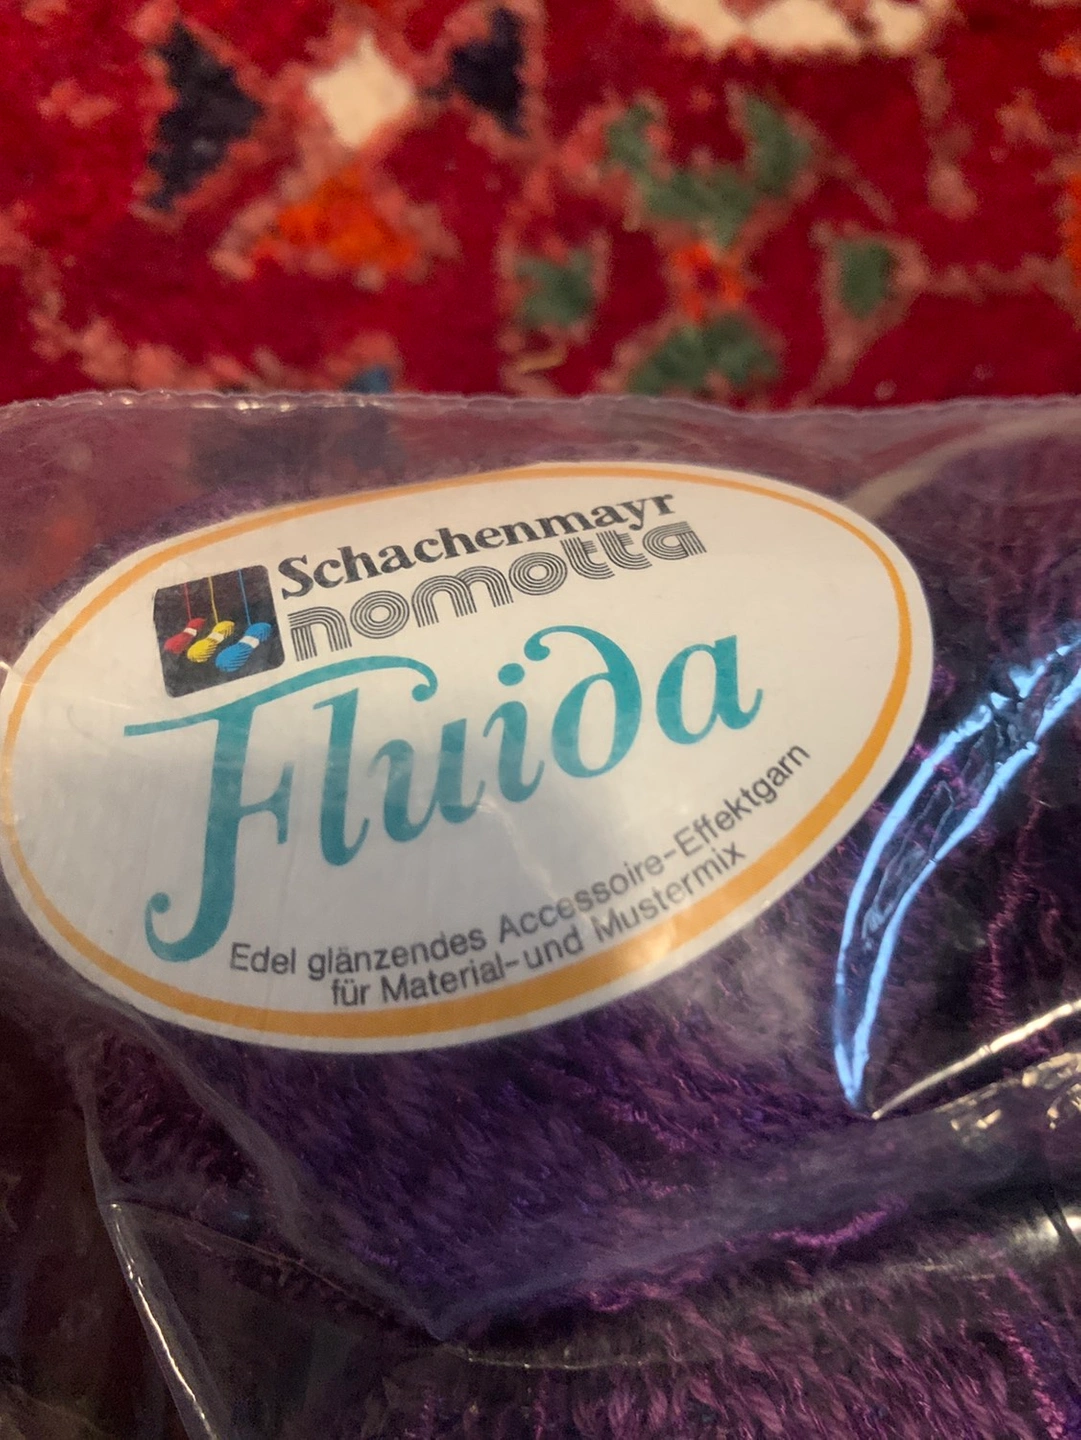 Schachenmayr
nomotta
Fluida
Edel glänzendes Accessoire-Effektgarn
für Material-und Mustermix